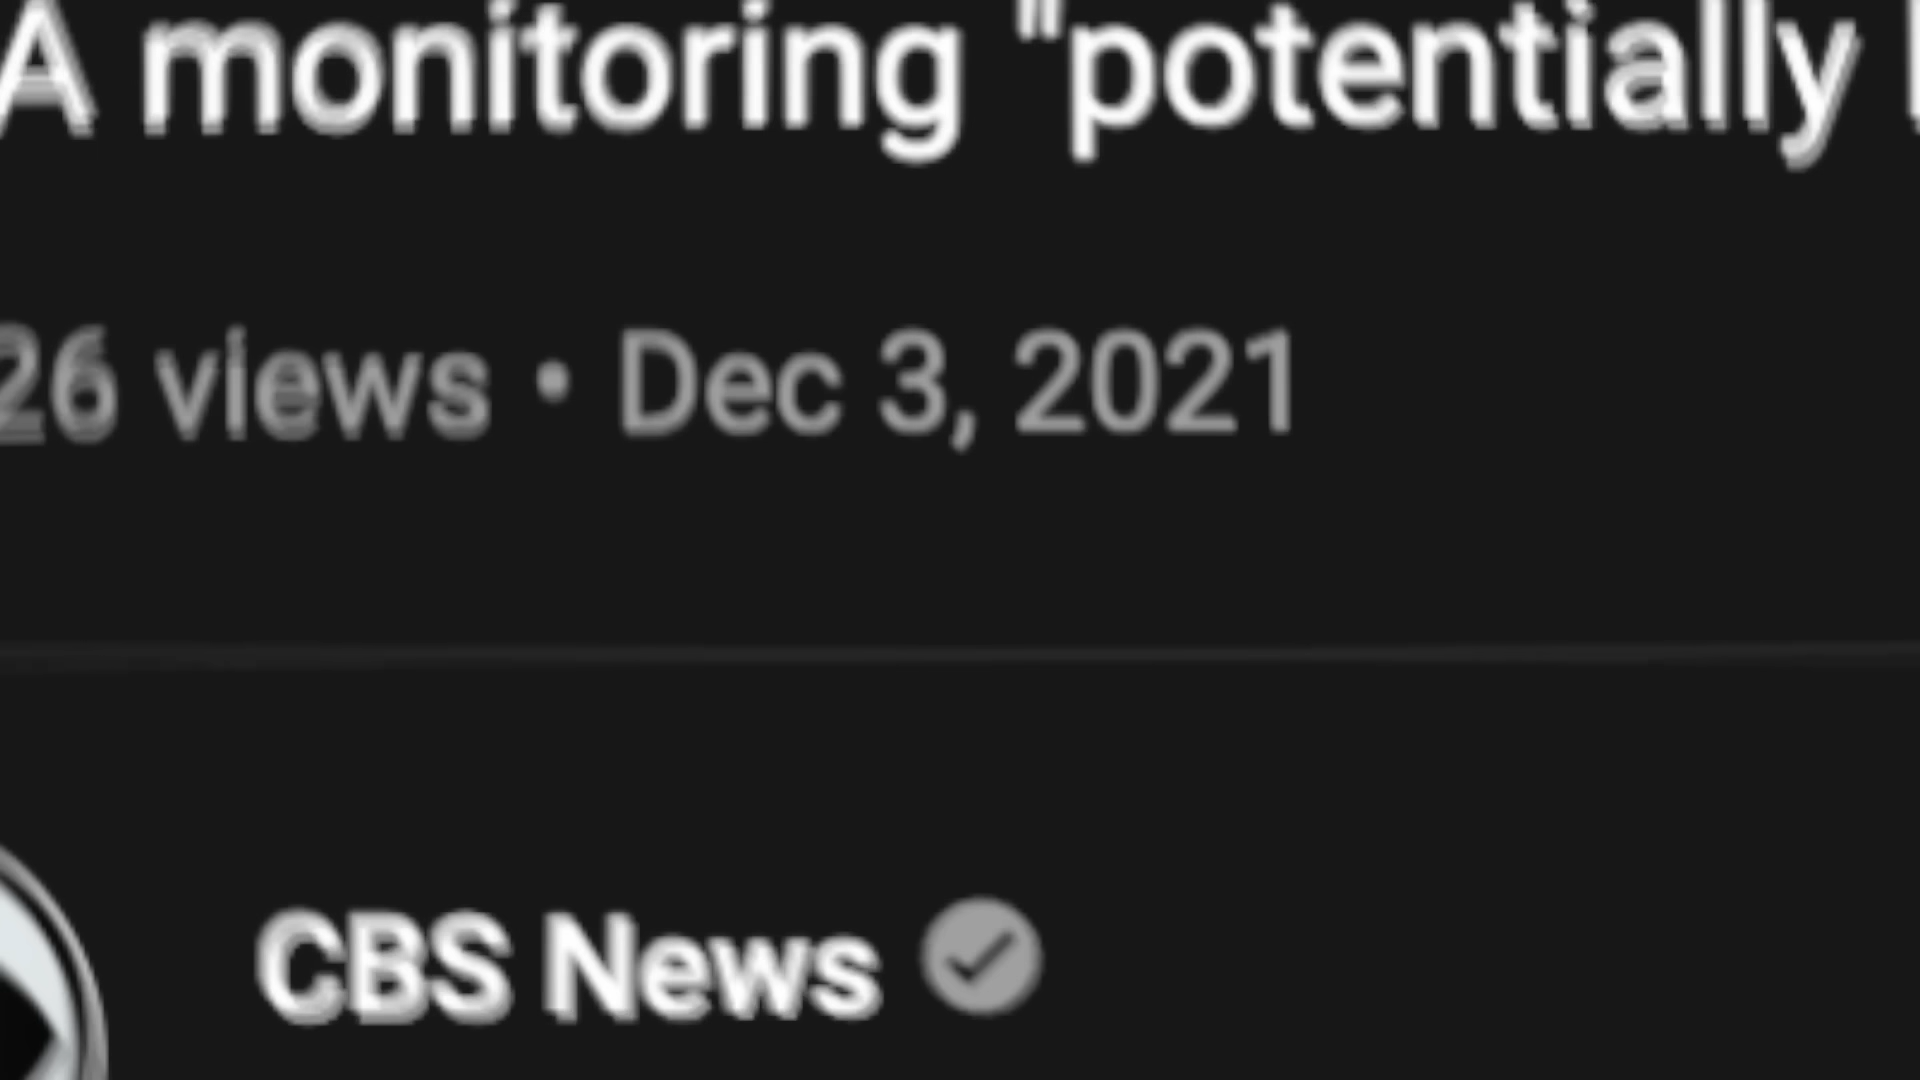 A monitoring "potentially
26 views • Dec 3, 2021
CBS News